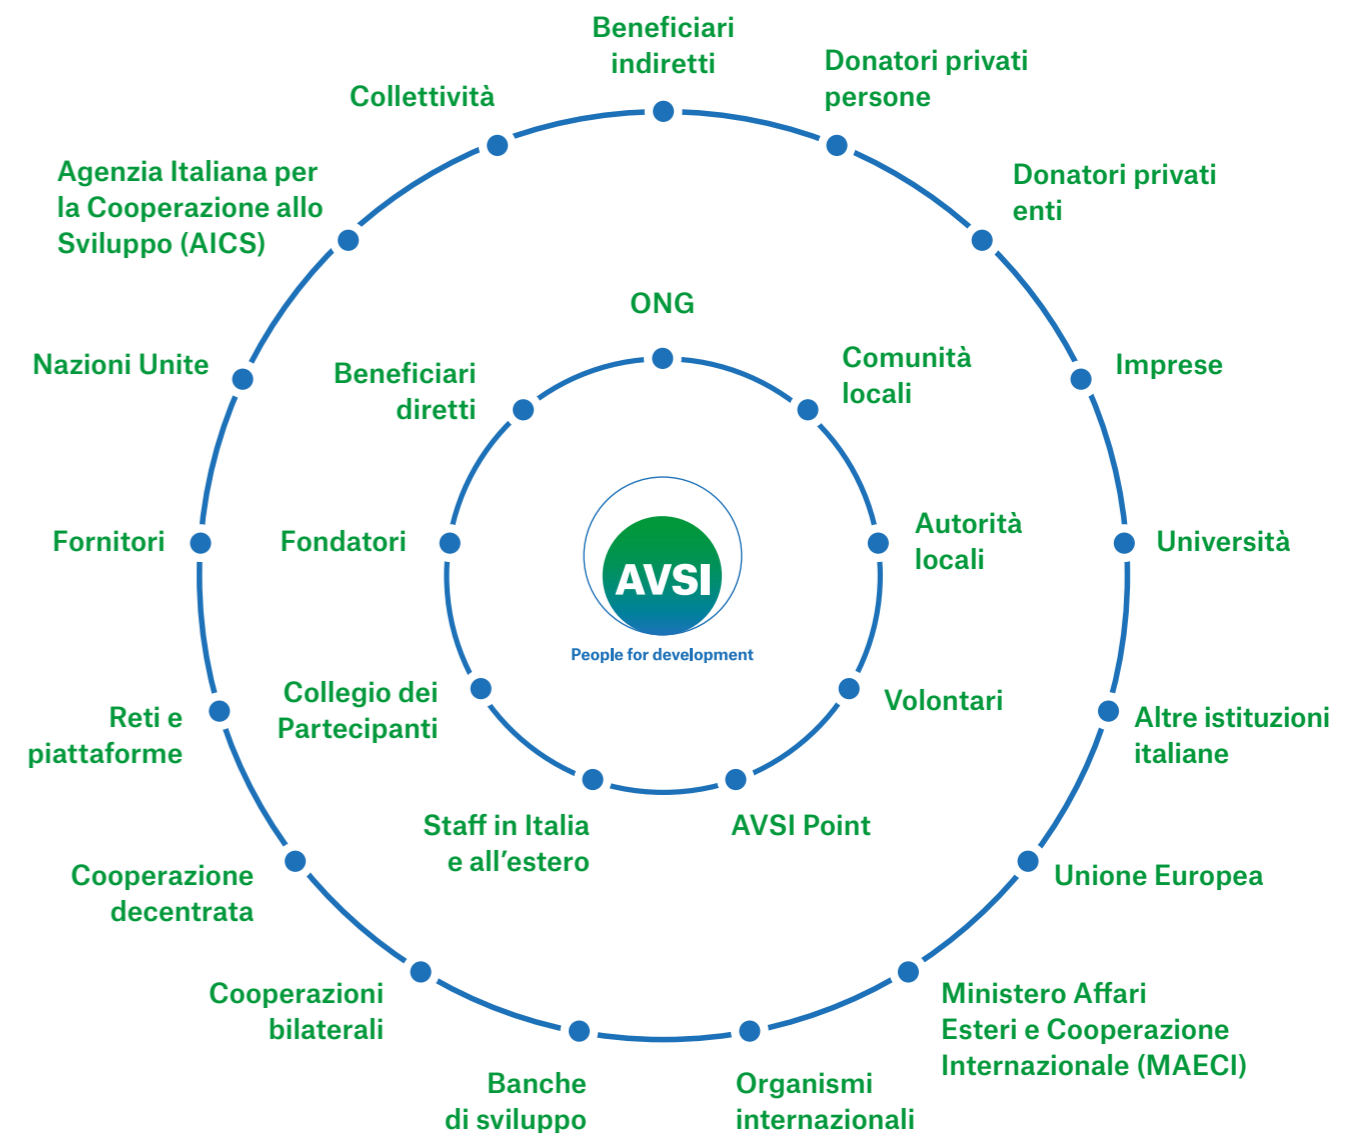 Beneficiari
indiretti
Donatori privati
persone
Collettività
Agenzia Italiana per
la Cooperazione allo
Sviluppo (AICS)
Donatori privati
enti
ONG
Nazioni Unite
Beneficiari
diretti
Comunità
locali
Imprese
Fornitori
Fondatori
AVSI
People for development
Autorità
locali
Università
Reti e
piattaforme
Collegio dei
Partecipanti
Volontari
Altre istituzioni
italiane
Staff in Italia
e all’estero
AVSI Point
Cooperazione
decentrata
Unione Europea
Cooperazioni
bilaterali
Ministero Affari
Esteri e Cooperazione
Internazionale (MAECI)
Banche
di sviluppo
Organismi
internazionali